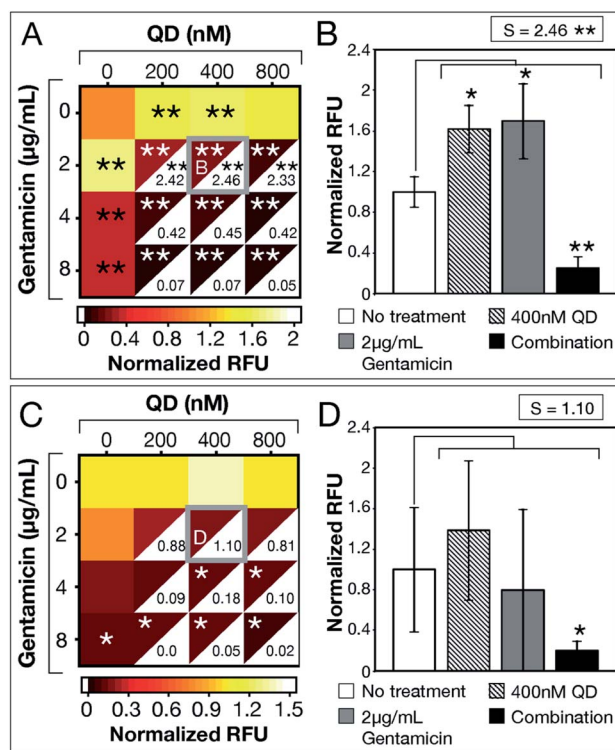 A
QD (nM)
0 200 400 800
Gentamicin (µg/mL)
0 ** **
2 ** ** ** 2.42 ** B ** 2.46 ** ** 2.33
4 ** ** 0.42 ** 0.45 ** 0.42
8 ** ** 0.07 ** 0.07 ** 0.05
0 0.4 0.8 1.2 1.6 2
Normalized RFU
B
S = 2.46 **
Normalized RFU
2.4
2.0
1.6
1.2
0.8
0.4
0
* * **
No treatment 400nM QD
2µg/mL Combination
Gentamicin
C
QD (nM)
0 200 400 800
Gentamicin (µg/mL)
0
2 0.88 D 1.10 0.81
4 0.09 * 0.18 * 0.10
8 * * 0.0 * 0.05 * 0.02
0 0.3 0.6 0.9 1.2 1.5
Normalized RFU
D
S = 1.10
Normalized RFU
2.4
2.0
1.6
1.2
0.8
0.4
0
*
No treatment 400nM QD
2µg/mL Combination
Gentamicin